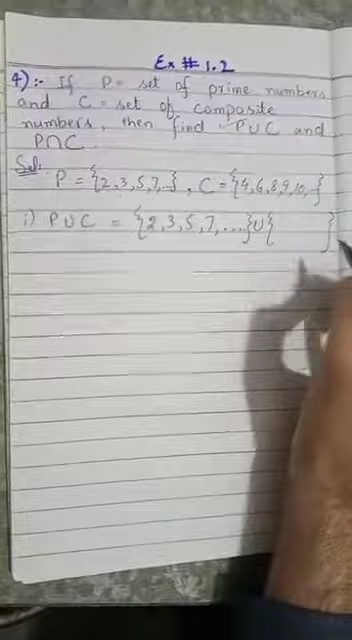 Ex # 1.2
4):- If P = set of prime numbers
and C = set of composite
numbers, then find P∪C and
P∩C.
Sol:
P = {2,3,5,7...}, C = {4,6,8,9,10,..}
i) P∪C = {2,3,5,7,....}∪{ }